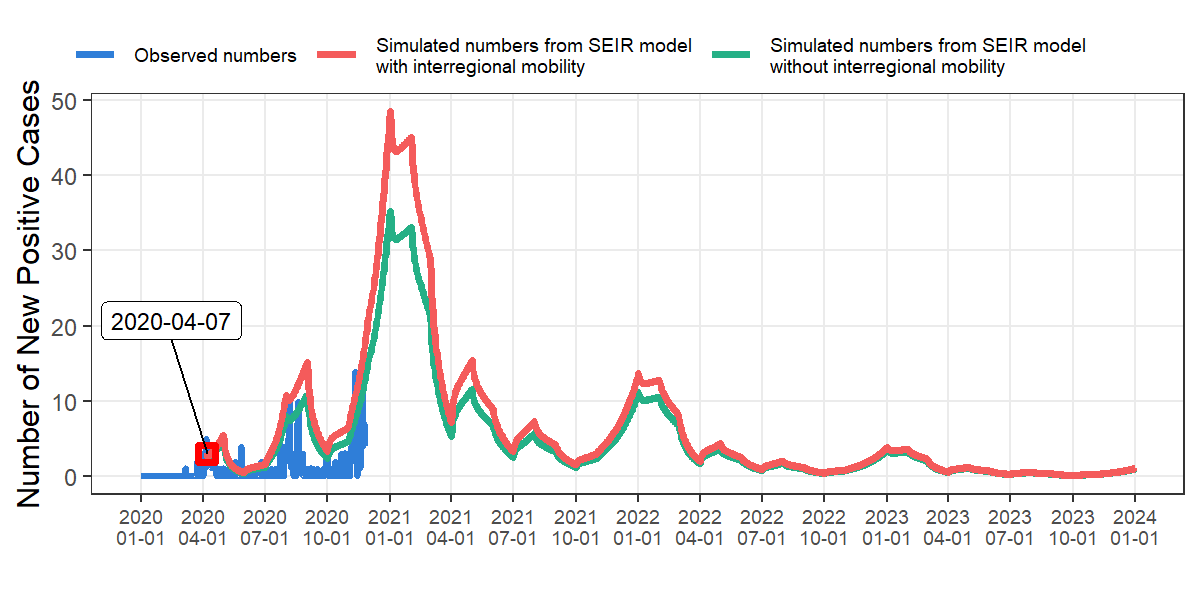 Observed numbers
Simulated numbers from SEIR model
with interregional mobility
Simulated numbers from SEIR model
without interregional mobility
Number of New Positive Cases
50
40
30
20
10
0
2020-04-07
2020 2020 2020 2020 2021 2021 2021 2021 2022 2022 2022 2022 2023 2023 2023 2023 2024
01-01 04-01 07-01 10-01 01-01 04-01 07-01 10-01 01-01 04-01 07-01 10-01 01-01 04-01 07-01 10-01 01-01